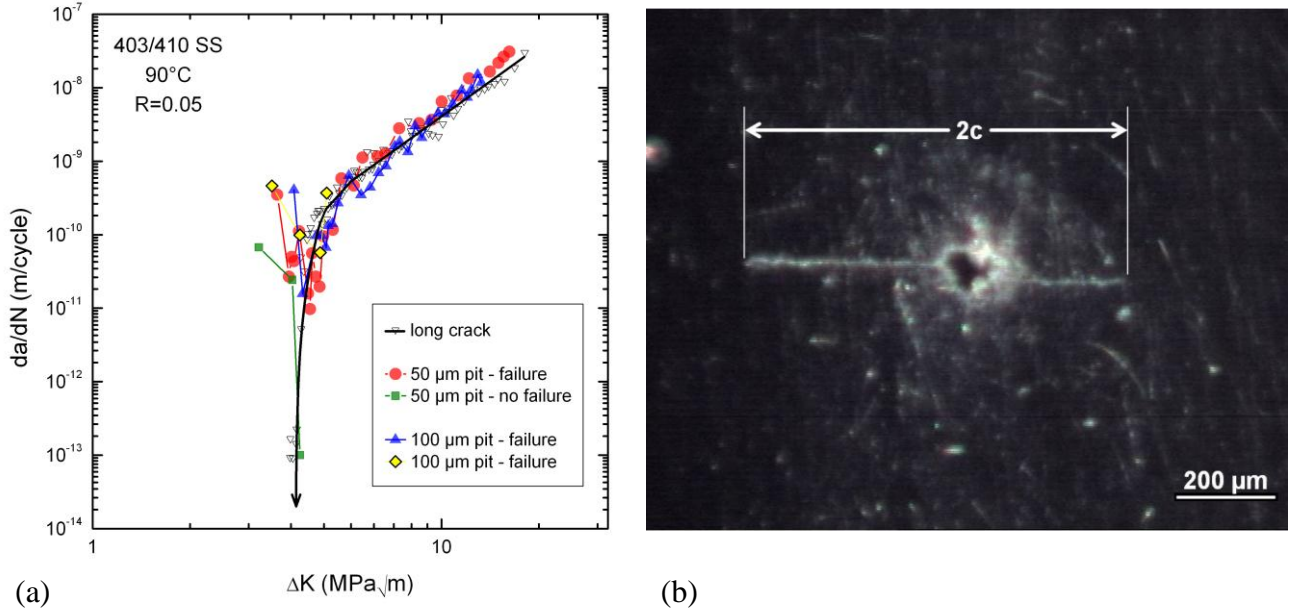 10⁻⁷
10⁻⁸
10⁻⁹
10⁻¹⁰
10⁻¹¹
10⁻¹²
10⁻¹³
10⁻¹⁴
da/dN (m/cycle)
403/410 SS
90°C
R=0.05
long crack
50 µm pit - failure
50 µm pit - no failure
100 µm pit - failure
100 µm pit - failure
1
10
ΔK (MPa√m)
(a)
2c
200 µm
(b)